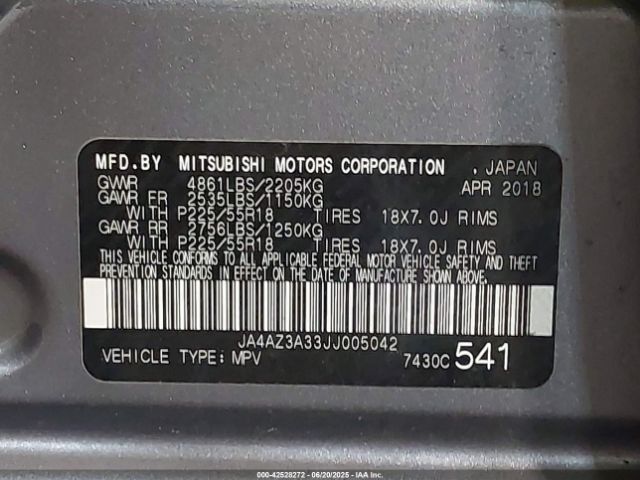 MFD.BY MITSUBISHI MOTORS CORPORATION , JAPAN
GVWR 4861LBS/2205KG APR 2018
GAWR FR 2535LBS/1150KG
WITH P225/55R18 TIRES 18X7.0J RIMS
GAWR RR 2756LBS/1250KG
WITH P225/55R18 TIRES 18X7.0J RIMS
THIS VEHICLE CONFORMS TO ALL APPLICABLE FEDERAL MOTOR VEHICLE SAFETY AND THEFT
PREVENTION STANDARDS IN EFFECT ON THE DATE OF MANUFACTURE SHOWN ABOVE.
JA4AZ3A33JJ005042
VEHICLE TYPE: MPV 7430C 541
000-42528272 - 06/20/2025 - COPYRIGHT IAA, LLC.